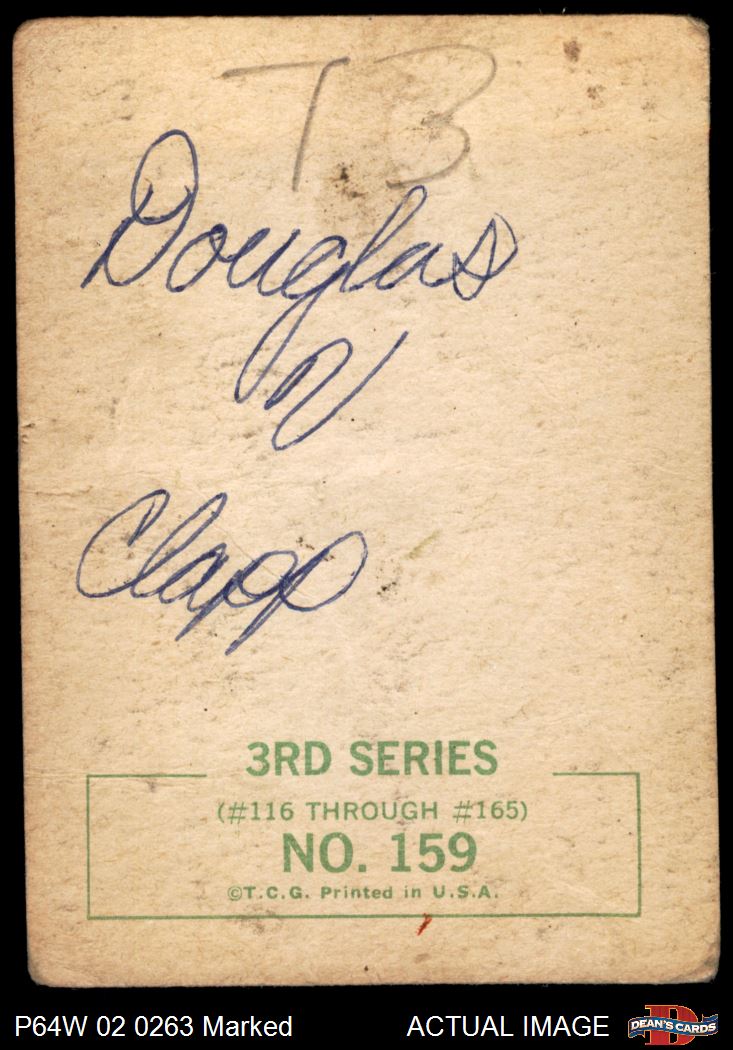 T B
Douglas
V
Clapp
3RD SERIES
(#116 THROUGH #165)
NO. 159
©T.C.G. Printed in U.S.A.
P64W 02 0263 Marked
ACTUAL IMAGE
DEAN'S CARDS